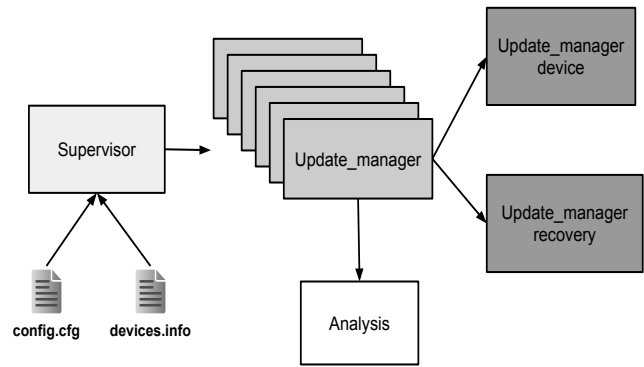 Update_manager
device
Supervisor
Update_manager
Update_manager
recovery
config.cfg
devices.info
Analysis